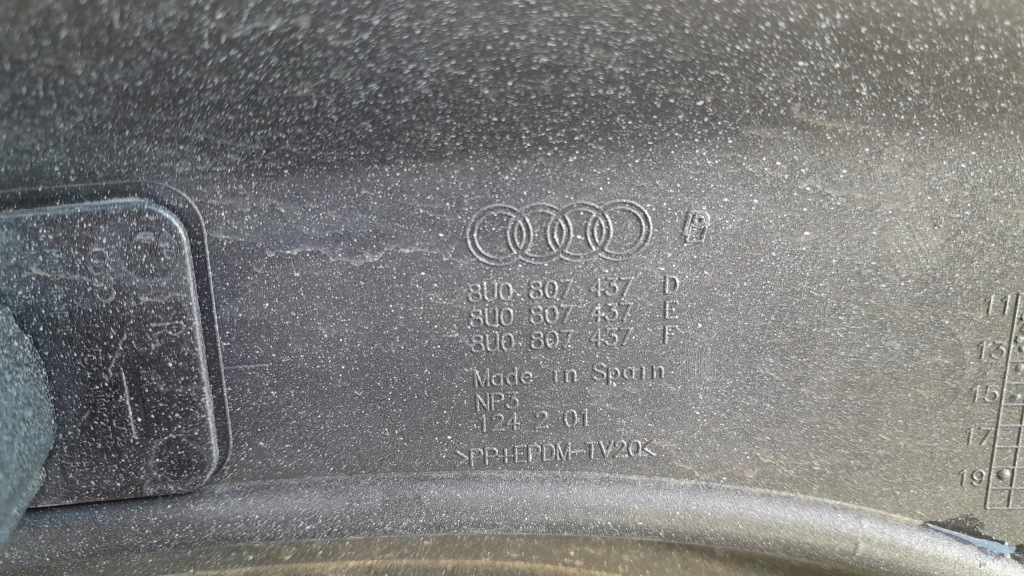 8U0 807 437 D
8U0 807 437 E
8U0 807 437 F
Made in Spain
NP3
124 2 01
>PP+EPDM-TV20<
11
13
15
17
19